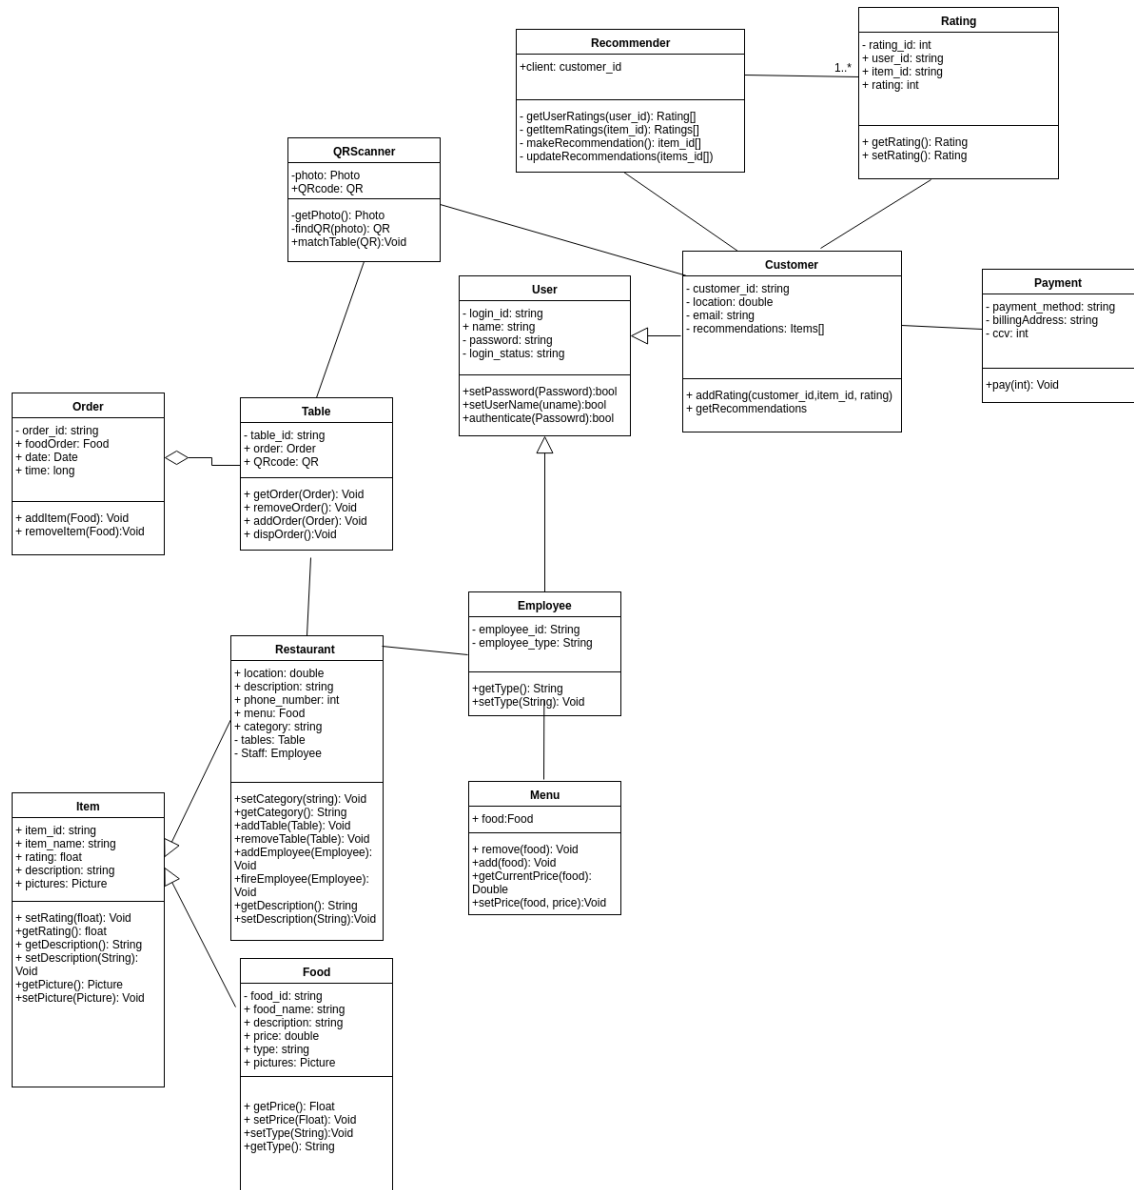 Rating
- rating_id: int
+ user_id: string
+ item_id: string
+ rating: int
+ getRating(): Rating
+ setRating(): Rating
Recommender
+client: customer_id
- getUserRatings(user_id): Rating[]
- getItemRatings(item_id): Ratings[]
- makeRecommendation(): item_id[]
- updateRecommendations(items_id[])
1..*
QRScanner
-photo: Photo
+QRcode: QR
-getPhoto(): Photo
-findQR(photo): QR
+matchTable(QR):Void
Customer
- customer_id: string
- location: double
- email: string
- recommendations: Items[]
+ addRating(customer_id,item_id, rating)
+ getRecommendations
Payment
- payment_method: string
- billingAddress: string
- ccv: int
+pay(int): Void
User
- login_id: string
+ name: string
- password: string
- login_status: string
+setPassword(Password):bool
+setUserName(uname):bool
+authenticate(Passowrd):bool
Order
- order_id: string
+ foodOrder: Food
+ date: Date
+ time: long
+ addItem(Food): Void
+ removeItem(Food):Void
Table
- table_id: string
+ order: Order
+ QRcode: QR
+ getOrder(Order): Void
+ removeOrder(): Void
+ addOrder(Order): Void
+ dispOrder():Void
Employee
- employee_id: String
- employee_type: String
+getType(): String
+setType(String): Void
Restaurant
+ location: double
+ description: string
+ phone_number: int
+ menu: Food
+ category: string
- tables: Table
- Staff: Employee
+setCategory(string): Void
+getCategory(): String
+addTable(Table): Void
+removeTable(Table): Void
+addEmployee(Employee):
Void
+fireEmployee(Employee):
Void
+getDescription(): String
+setDescription(String):Void
Menu
+ food:Food
+ remove(food): Void
+add(food): Void
+getCurrentPrice(food):
Double
+setPrice(food, price):Void
Item
+ item_id: string
+ item_name: string
+ rating: float
+ description: string
+ pictures: Picture
+ setRating(float): Void
+getRating(): float
+ getDescription(): String
+ setDescription(String):
Void
+getPicture(): Picture
+setPicture(Picture): Void
Food
- food_id: string
+ food_name: string
+ description: string
+ price: double
+ type: string
+ pictures: Picture
+ getPrice(): Float
+ setPrice(Float): Void
+setType(String):Void
+getType(): String